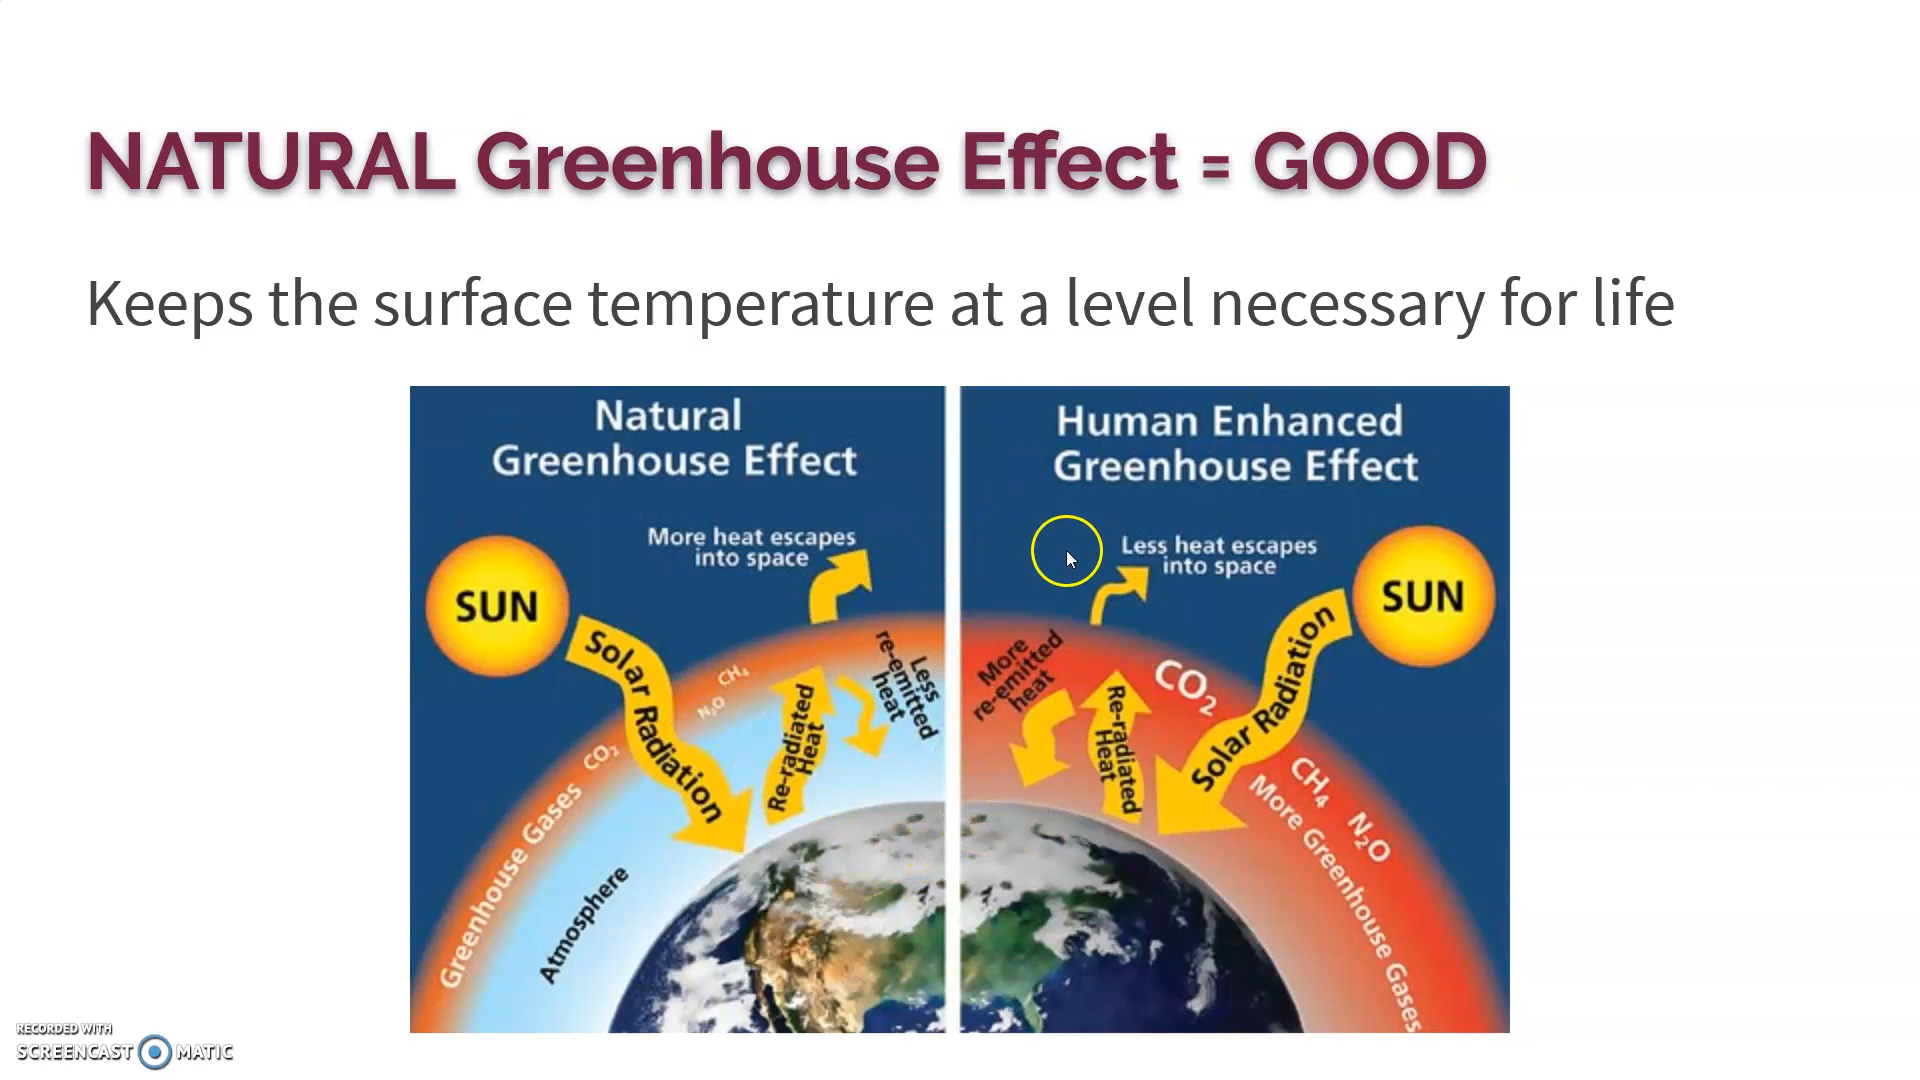 NATURAL Greenhouse Effect = GOOD
Keeps the surface temperature at a level necessary for life
Natural
Greenhouse Effect
More heat escapes
into space
SUN
Solar Radiation
CH₄
N₂O
CO₂
Re-radiated
Heat
Less
re-emitted
heat
Greenhouse Gases
Atmosphere
Human Enhanced
Greenhouse Effect
Less heat escapes
into space
SUN
More
re-emitted
heat
Re-radiated
Heat
CO₂
Solar Radiation
CH₄
N₂O
More Greenhouse Gases
RECORDED WITH
SCREENCAST MATIC